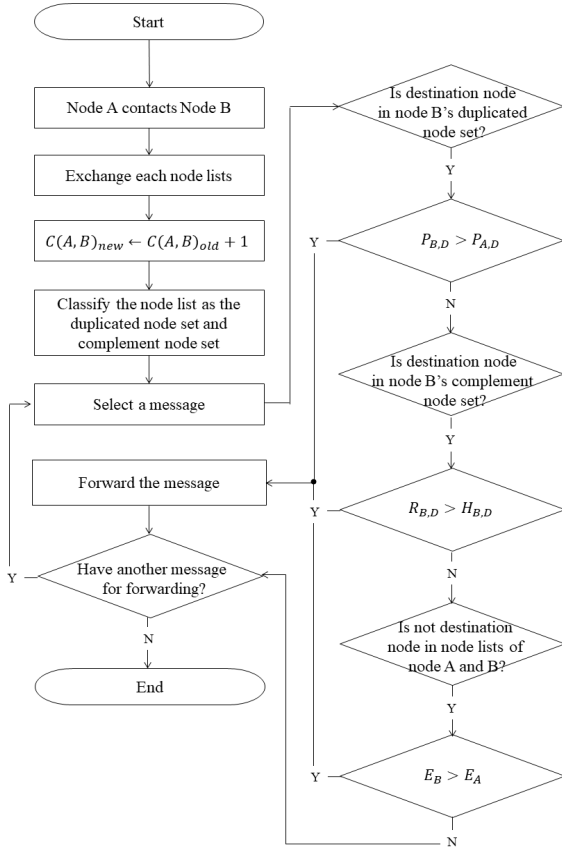 Start
Node A contacts Node B
Exchange each node lists
C(A, B)new ← C(A, B)old + 1
Classify the node list as the
duplicated node set and
complement node set
Select a message
Forward the message
Have another message
for forwarding?
Y
N
End
Is destination node
in node B's duplicated
node set?
Y
P_B,D > P_A,D
Y
N
Is destination node
in node B's complement
node set?
Y
R_B,D > H_B,D
Y
N
Is not destination
node in node lists of
node A and B?
Y
E_B > E_A
Y
N